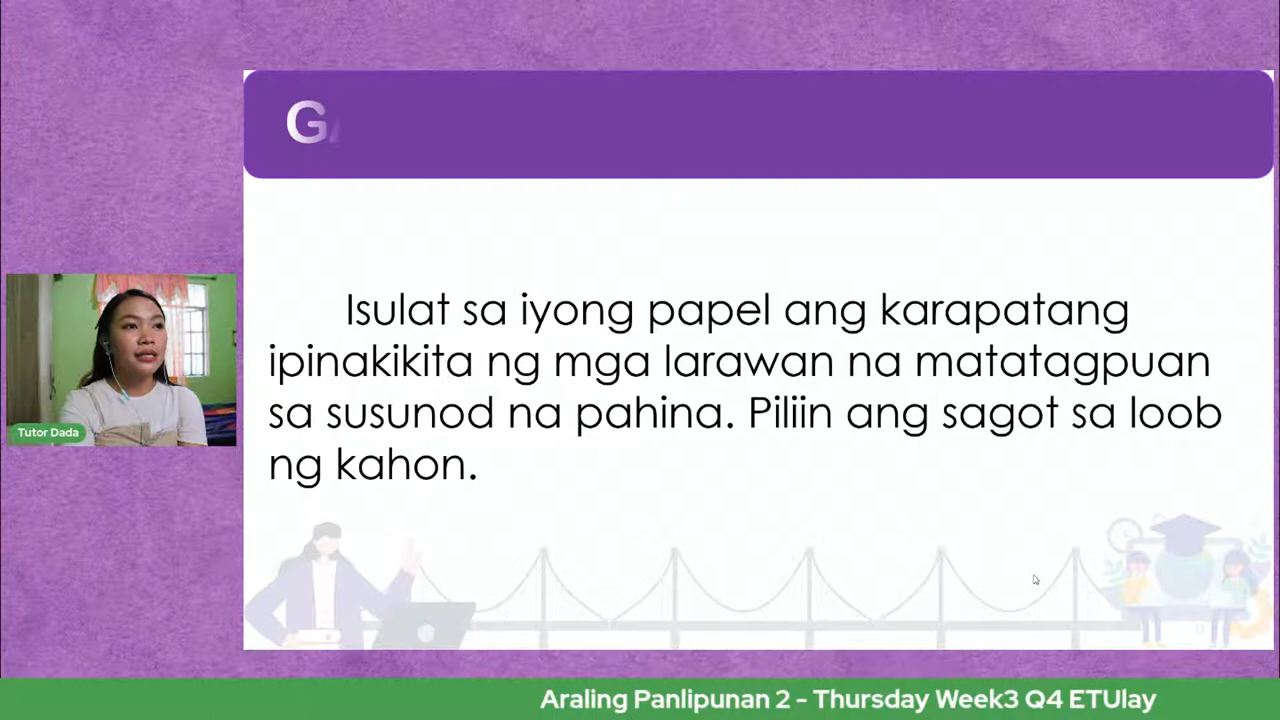 G
Isulat sa iyong papel ang karapatang
ipinakikita ng mga larawan na matatagpuan
sa susunod na pahina. Piliin ang sagot sa loob
ng kahon.
Tutor Dada
Araling Panlipunan 2 - Thursday Week3 Q4 ETUlay